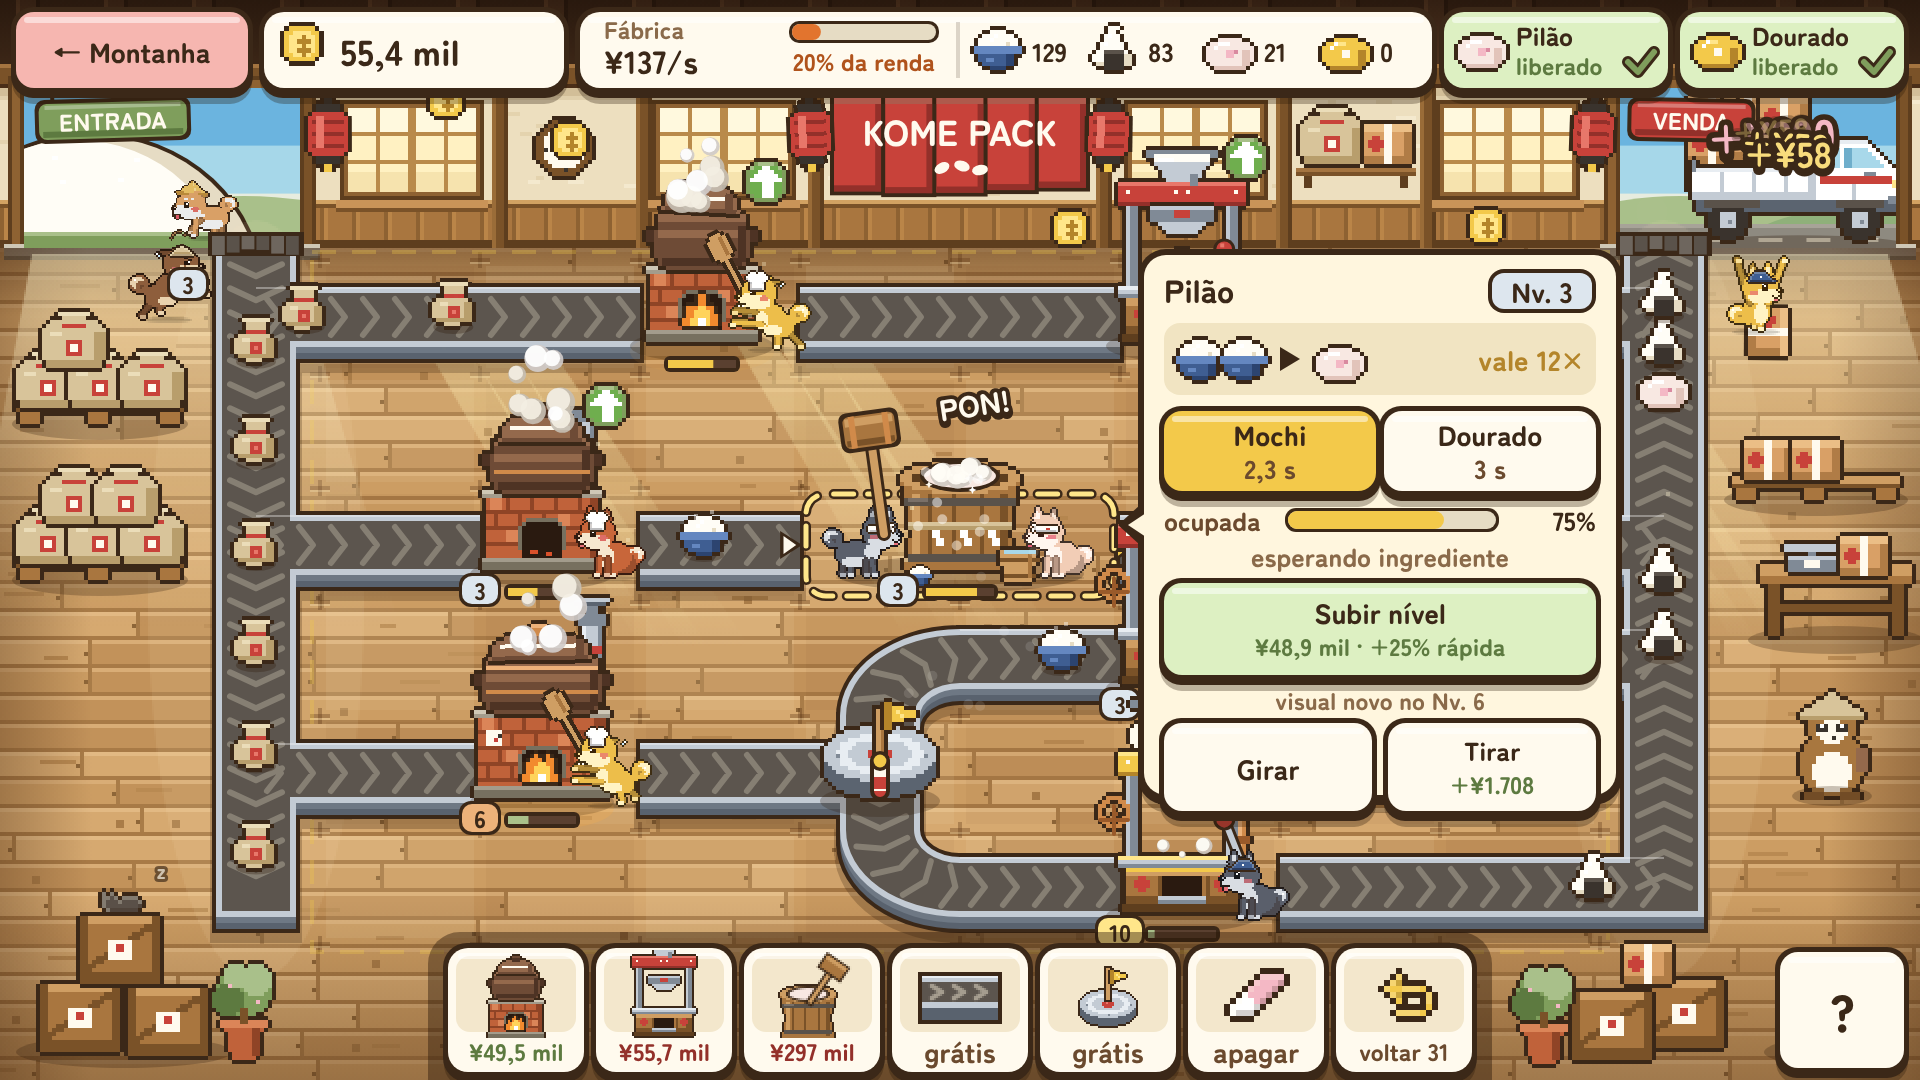 ← Montanha
55,4 mil
Fábrica
¥137/s
20% da renda
129
83
21
0
Pilão
liberado
Dourado
liberado
ENTRADA
KOME PACK
VENDA
+¥58
3
PON!
3
3
6
3
10
z
Pilão
Nv. 3
vale 12×
Mochi
2,3 s
Dourado
3 s
ocupada
75%
esperando ingrediente
Subir nível
¥48,9 mil · +25% rápida
visual novo no Nv. 6
Girar
Tirar
+¥1.708
¥49,5 mil
¥55,7 mil
¥297 mil
grátis
grátis
apagar
voltar 31
?